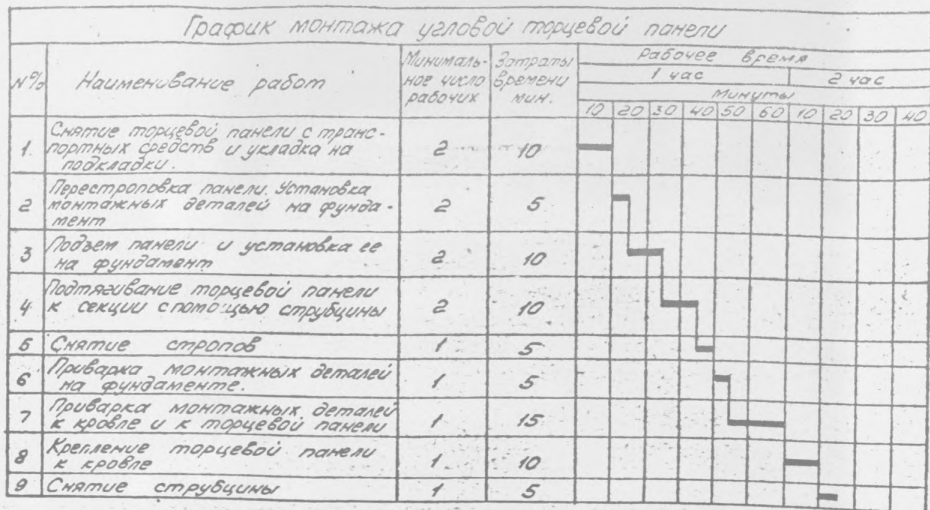 График монтажа угловой торцевой панели
№%
Наименование работ
Минималь-
ное число
рабочих
Затраты
времени
мин.
Рабочее время
1 час
2 час
Минуты
10 20 30 40 50 60 10 20 30 40
1. Снятие торцевой панели с транс-
портных средств и укладка на
подкладки.
2 10
2 Перестроповка панели. Установка
монтажных деталей на фунда-
мент
2 5
3 Подъем панели и установка ее
на фундамент
2 10
4 Подтягивание торцевой панели
к секции с помощью струбцины
2 10
5 Снятие стропов 1 5
6 Приварка монтажных деталей
на фундаменте.
1 5
7 Приварка монтажных деталей
к кровле и к торцевой панели
1 15
8 Крепление торцевой панели
к кровле
1 10
9 Снятие струбцины 1 5